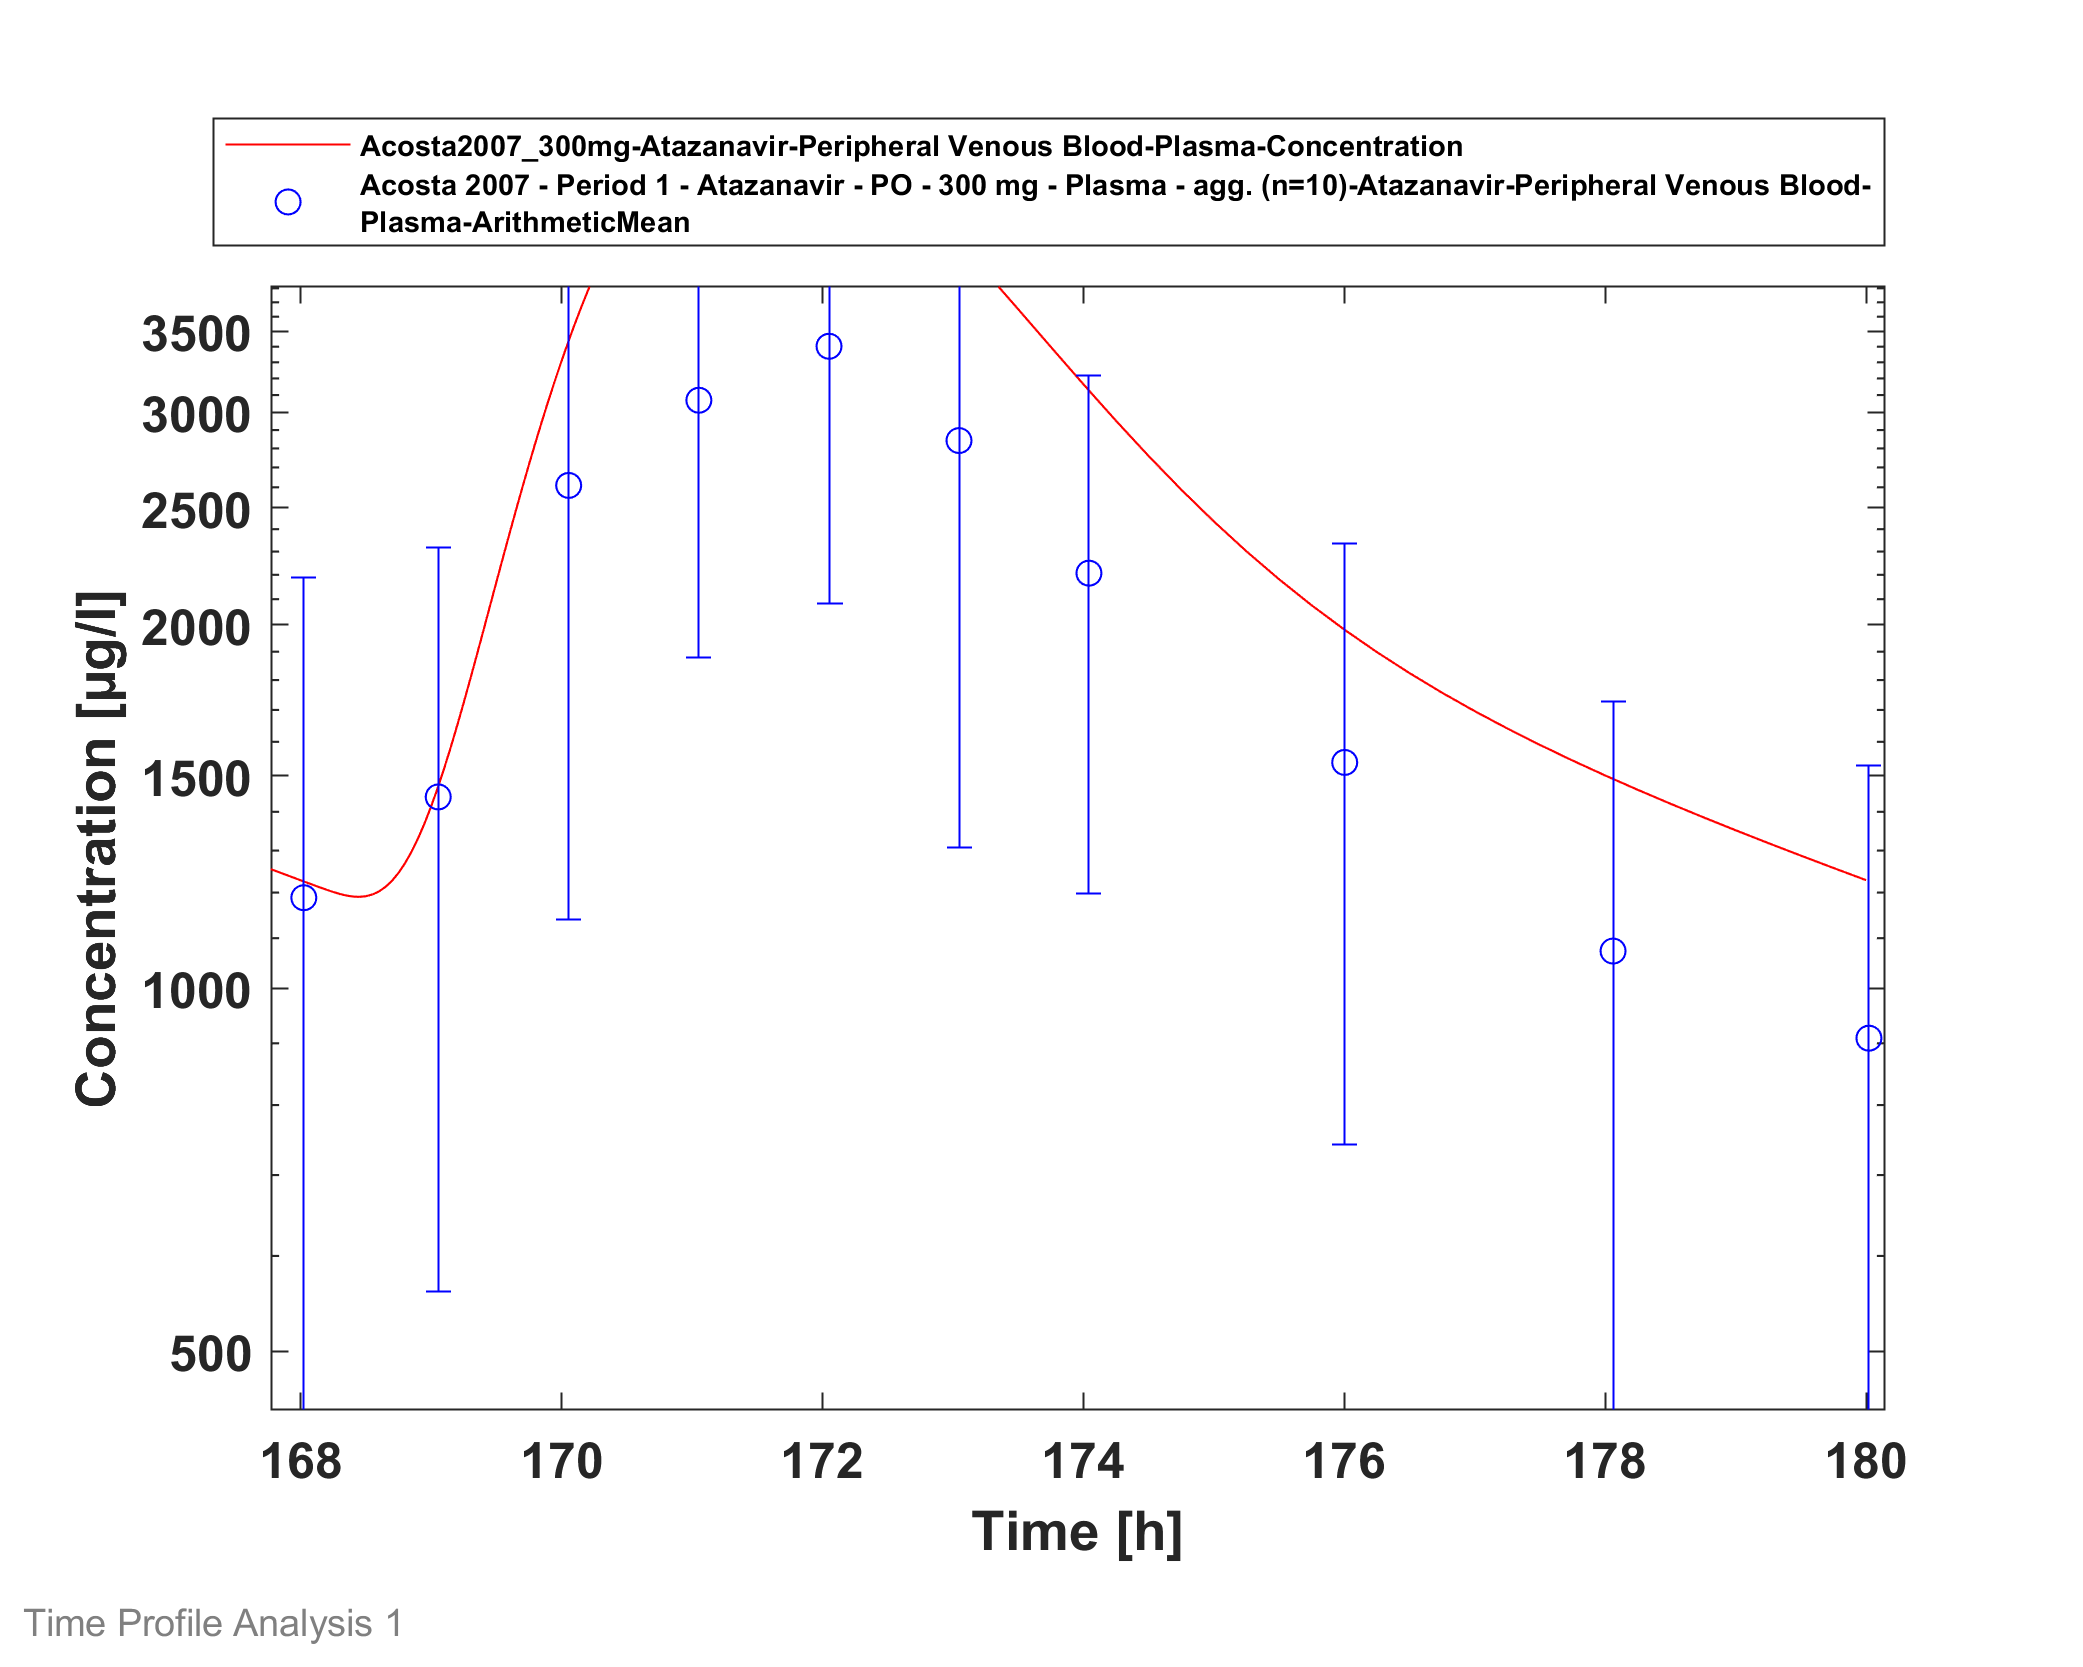 Acosta2007_300mg-Atazanavir-Peripheral Venous Blood-Plasma-Concentration
Acosta 2007 - Period 1 - Atazanavir - PO - 300 mg - Plasma - agg. (n=10)-Atazanavir-Peripheral Venous Blood-
Plasma-ArithmeticMean
3500
3000
2500
2000
1500
1000
500
Concentration [µg/l]
168 170 172 174 176 178 180
Time [h]
Time Profile Analysis 1